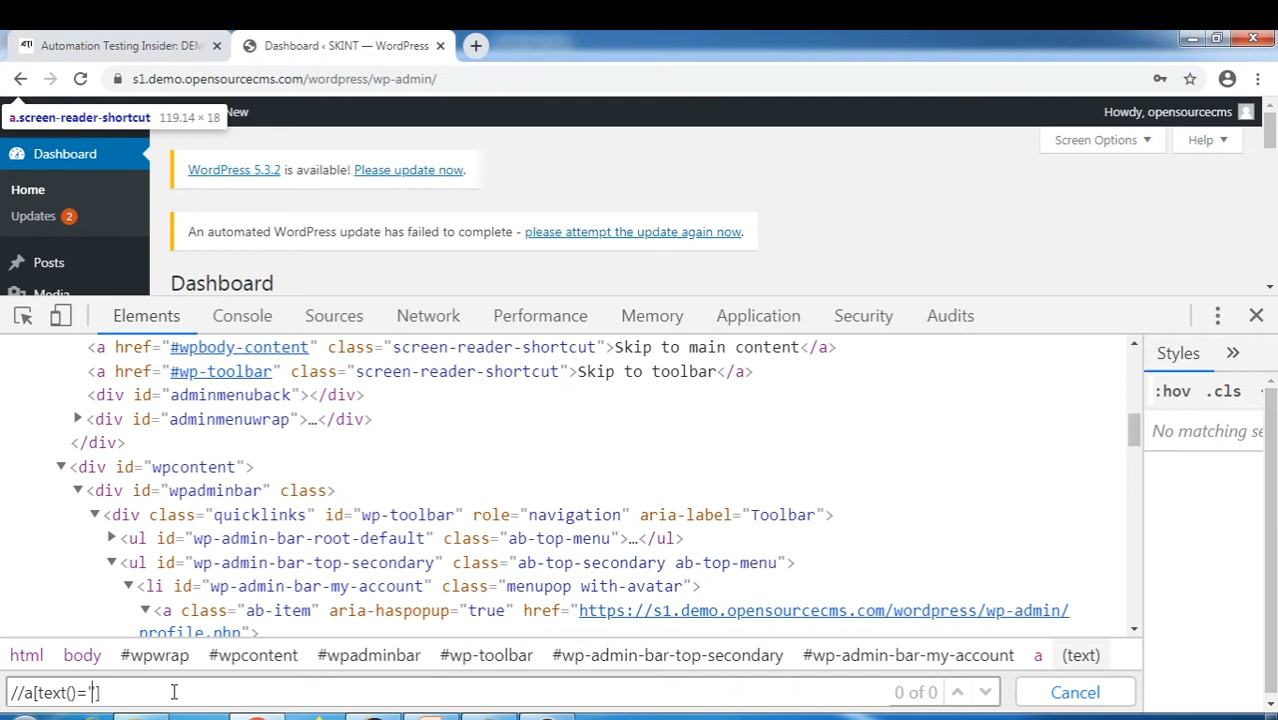 ATI Automation Testing Insider: DEM
Dashboard ‹ SKINT — WordPress
s1.demo.opensourcecms.com/wordpress/wp-admin/
New
Howdy, opensourcecms
a.screen-reader-shortcut 119.14 × 18
Dashboard
Home
Updates 2
Posts
Media
Screen Options
Help
WordPress 5.3.2 is available! Please update now.
An automated WordPress update has failed to complete - please attempt the update again now.
Dashboard
Elements Console Sources Network Performance Memory Application Security Audits
<a href="#wpbody-content" class="screen-reader-shortcut">Skip to main content</a>
<a href="#wp-toolbar" class="screen-reader-shortcut">Skip to toolbar</a>
<div id="adminmenuback"></div>
<div id="adminmenuwrap">…</div>
</div>
<div id="wpcontent">
<div id="wpadminbar" class>
<div class="quicklinks" id="wp-toolbar" role="navigation" aria-label="Toolbar">
<ul id="wp-admin-bar-root-default" class="ab-top-menu">…</ul>
<ul id="wp-admin-bar-top-secondary" class="ab-top-secondary ab-top-menu">
<li id="wp-admin-bar-my-account" class="menupop with-avatar">
<a class="ab-item" aria-haspopup="true" href="https://s1.demo.opensourcecms.com/wordpress/wp-admin/
profile.php">
Styles »
:hov .cls
No matching se
html body #wpwrap #wpcontent #wpadminbar #wp-toolbar #wp-admin-bar-top-secondary #wp-admin-bar-my-account a (text)
//a[text()='']
0 of 0
Cancel